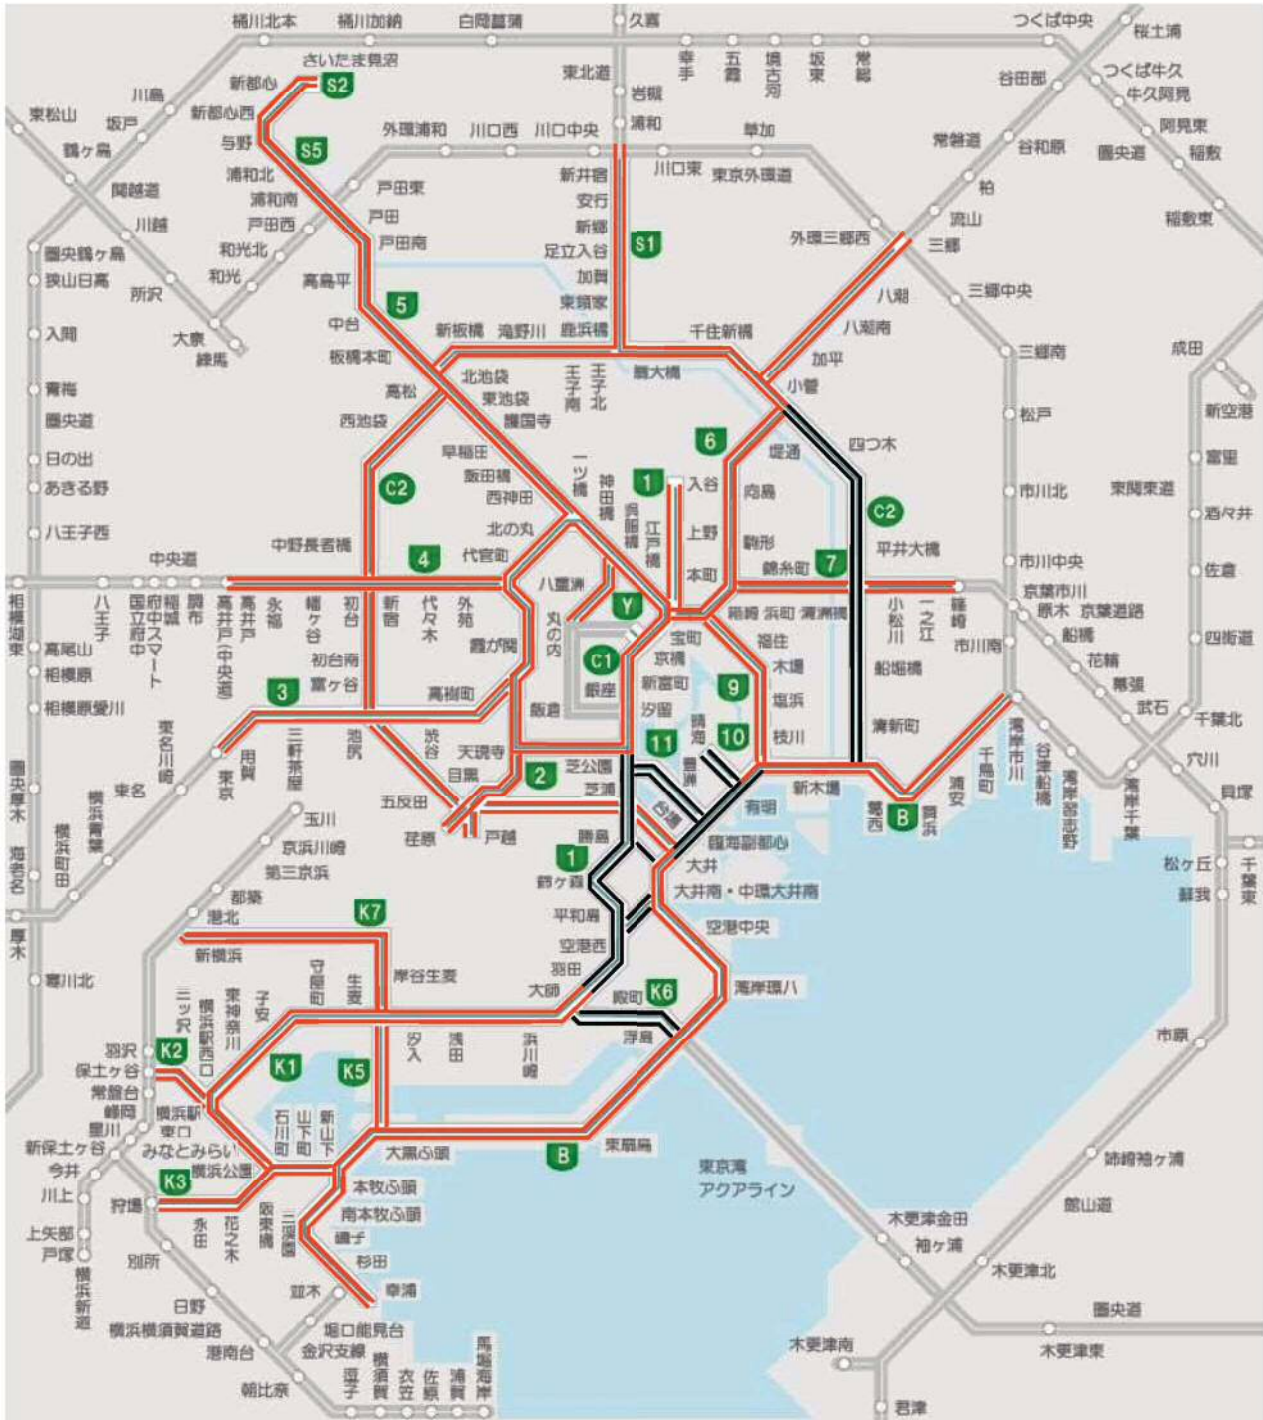 桶川北本
桶川加納
白岡菖蒲
久喜
つくば中央
桜土浦
さいたま見沼
新都心
S2
東北道
幸手
五霞
境古河
坂東
常総
谷田部
つくば牛久
牛久阿見
川島
新都心西
岩槻
東松山
坂戸
与野
外環浦和
川口西
川口中央
浦和
草加
常磐道
谷和原
阿見東
圏央道
稲敷
鶴ヶ島
S5
浦和北
新井宿
川口東
東京外環道
関越道
浦和南
戸田東
安行
柏
稲敷東
戸田西
戸田
新郷
流山
川越
戸田南
S1
外環三郷西
三郷
圏央鶴ヶ島
和光北
足立入谷
狭山日高
和光
高島平
加賀
八潮
三郷中央
所沢
5
東領家
入間
中台
新板橋
滝野川
鹿浜橋
千住新橋
八潮南
大泉
練馬
板橋本町
加平
三郷南
成田
北池袋
王子南
王子北
扇大橋
小菅
新空港
青梅
高松
東池袋
圏央道
西池袋
護国寺
松戸
早稲田
6
堤通
四つ木
日の出
飯田橋
一ツ橋
神田橋
富里
あきる野
C2
西神田
1
入谷
向島
市川北
東関東道
八王子西
北の丸
呉服橋
江戸橋
上野
C2
酒々井
中央道
中野長者橋
4
代官町
駒形
平井大橋
八重洲
本町
錦糸町
7
市川中央
佐倉
相模湖東
八王子
国立府中
府中スマート
稲城
調布
高井戸(中央道)
高井戸
永福
幡ヶ谷
初台
新宿
代々木
外苑
Y
丸の内
箱崎
浜町
清洲橋
小松川
一之江
篠崎
京葉市川
原木
京葉道路
高尾山
初台南
霞が関
C1
宝町
福住
市川南
船橋
四街道
相模原
富ヶ谷
京橋
木場
船堀橋
花輪
3
高樹町
銀座
新富町
9
幕張
相模原愛川
飯倉
汐留
塩浜
清新町
武石
千葉北
東名川崎
用賀
東京
三軒茶屋
池尻
渋谷
天現寺
11
晴海
10
枝川
湾岸市川
谷津船橋
湾岸習志野
湾岸千葉
穴川
圏央厚木
東名
目黒
2
芝公園
豊洲
千鳥町
浦安
横浜青葉
五反田
芝浦
台場
有明
新木場
葛西
B
舞浜
貝塚
横浜町田
玉川
荏原
戸越
勝島
臨海副都心
海老名
京浜川崎
1
大井
松ヶ丘
千葉東
第三京浜
鈴ヶ森
大井南・中環大井南
蘇我
都築
厚木
港北
K7
平和島
空港中央
新横浜
空港西
寒川北
守屋町
生麦
岸谷生麦
羽田
大師
殿町
K6
湾岸環八
三ッ沢
横浜駅西口
東神奈川
子安
汐入
浅田
浜川崎
浮島
市原
羽沢
K2
保土ヶ谷
K1
K5
常盤台
峰岡
横浜駅
東口
石川町
山下町
新山下
星川
新保土ヶ谷
みなとみらい
大黒ふ頭
B
東扇島
姉崎袖ヶ浦
今井
K3
横浜公園
東京湾
アクアライン
川上
狩場
本牧ふ頭
館山道
上矢部
永田
花之木
阪東橋
三渓園
南本牧ふ頭
木更津金田
戸塚
磯子
袖ヶ浦
横浜新道
別所
杉田
木更津北
日野
並木
幸浦
圏央道
横浜横須賀道路
堀口能見台
木更津南
木更津東
港南台
金沢支線
朝比奈
逗子
横須賀
衣笠
佐原
浦賀
馬堀海岸
君津